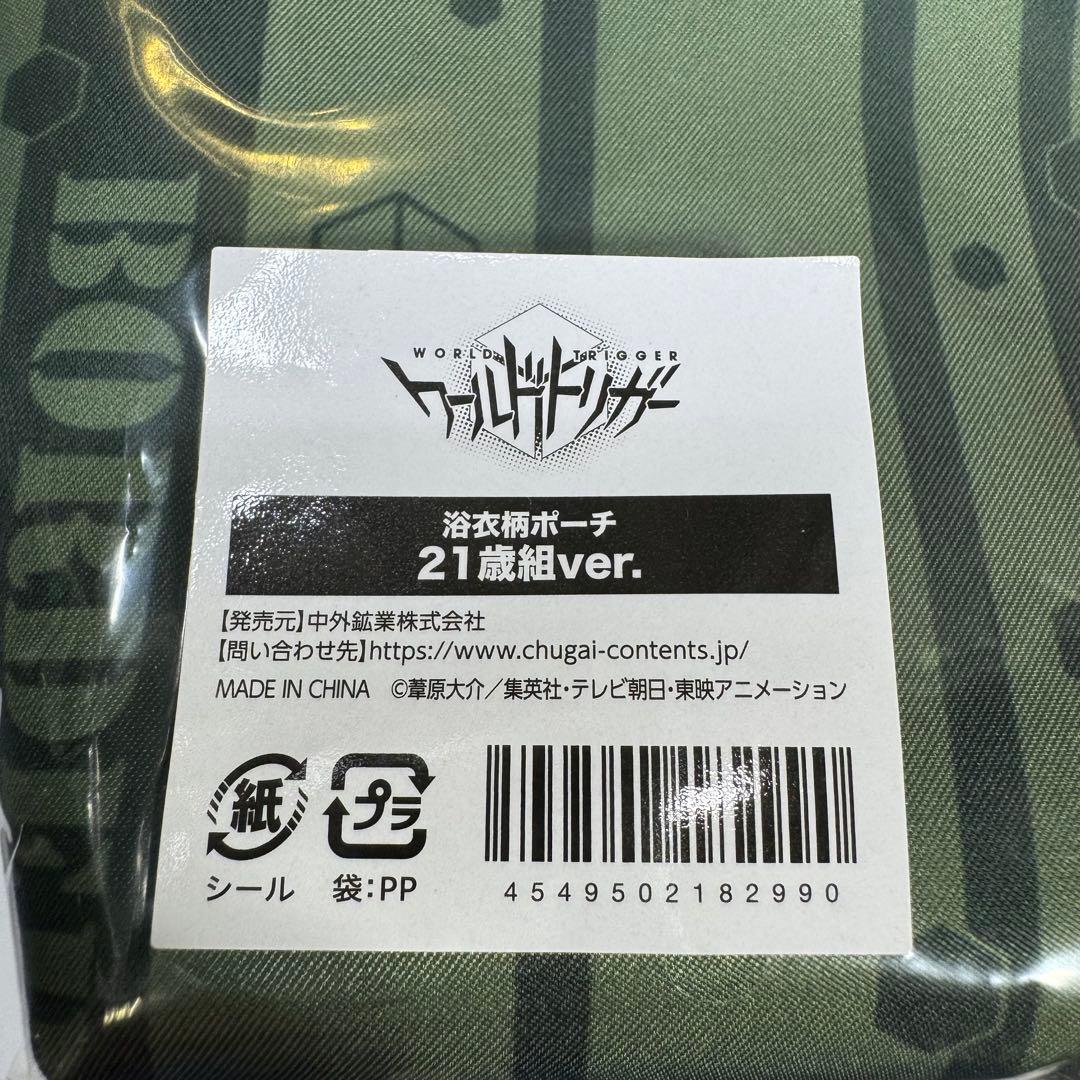 BORDER
WORLD TRIGGER
ワールドトリガー
浴衣柄ポーチ
21歳組ver.
【発売元】中外鉱業株式会社
【問い合わせ先】https://www.chugai-contents.jp/
MADE IN CHINA ©葦原大介／集英社・テレビ朝日・東映アニメーション
紙 プラ
シール 袋：PP
4549502182990